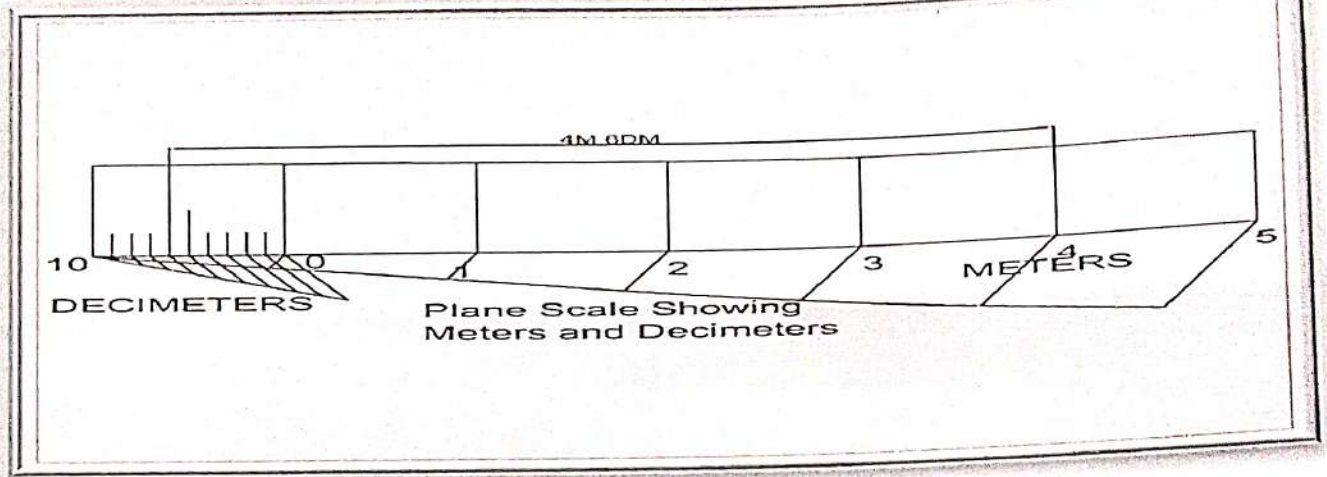 4M 6DM
10
0
1
2
3
4
5
METERS
DECIMETERS
Plane Scale Showing
Meters and Decimeters